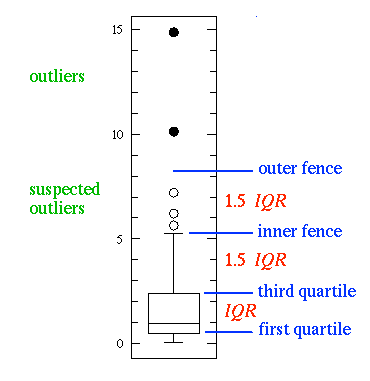 15
outliers
10
outer fence
suspected
outliers
1.5 IQR
5
inner fence
1.5 IQR
third quartile
IQR
first quartile
0